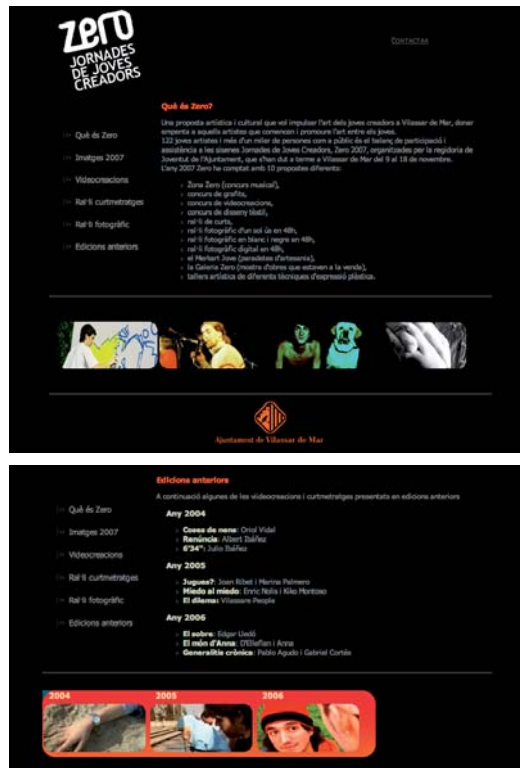 zero
JORNADES
DE JOVES
CREADORS
CONTACTAR
Què és Zero?
Una proposta artística i cultural que vol impulsar l'art dels joves creadors a Vilassar de Mar, doner
empenta a aquells artistes que comencen i promoure l'art entre els joves.
122 joves artistes i més d'un miler de persones com a públic és el balanç de participació i
assistència a les sisenes Jornades de Joves Creadors, Zero 2007, organitzades per la regidoria de
Joventut de l'Ajuntament, que s'han dut a terme a Vilassar de Mar del 9 al 18 de novembre.
L'any 2007 Zero ha comptat amb 10 propostes diferents:
Zona Zero (concurs musical),
concurs de grafits,
concurs de videocreacions,
concurs de disseny tèxtil,
ral·li de curts,
ral·li fotogràfic d'un sol ús en 48h,
ral·li fotogràfic en blanc i negre en 48h,
ral·li fotogràfic digital en 48h,
el Merkart Jove (paradetes d'artesania),
la Galeria Zero (mostra d'obres que estaven a la venda),
tallers artística de diferents tècniques d'expressió plàstica.
Què és Zero
Imatges 2007
Videocreacions
Ral·li curtmetratges
Ral·li fotogràfic
Edicions anteriors
Ajuntament de Vilassar de Mar
Edicions anteriors
A continuació algunes de les videocreacions i curtmetratges presentats en edicions anteriors
Any 2004
Coses de nens: Oriol Vidal
Renúncia: Albert Ibáñez
6'34": Julio Ibáñez
Any 2005
Jugues?: Joan Ribet i Marina Palmero
Miedo al miedo: Enric Nolis i Kiko Montoso
El dilema: Vilassare People
Any 2006
El sobre: Edgar Lledó
El món d'Anna: D'Elleflan i Anna
Generalitis crònica: Pablo Agudo i Gabriel Cortés
Què és Zero
Imatges 2007
Videocreacions
Ral·li curtmetratges
Ral·li fotogràfic
Edicions anteriors
2004
2005
2006